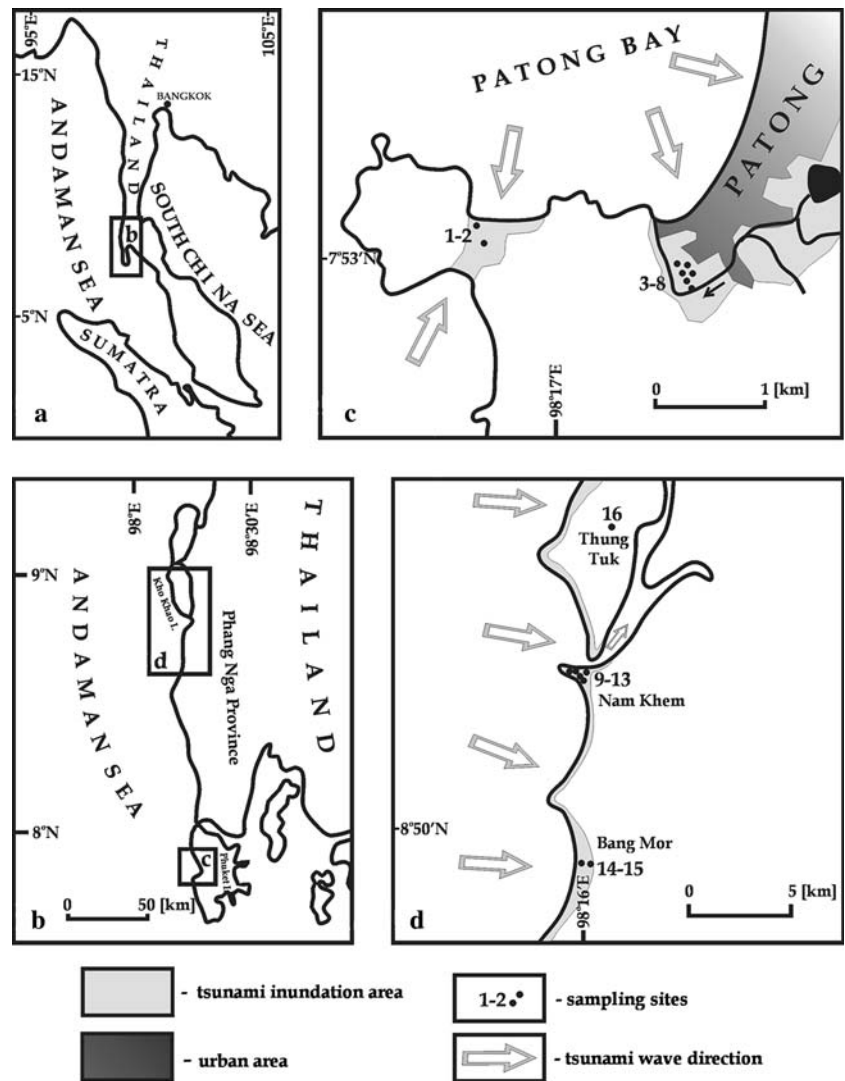 95°E
105°E
15°N
THAILAND
BANGKOK
ANDAMAN SEA
SOUTH CHINA SEA
b
5°N
SUMATRA
a
PATONG BAY
PATONG
1-2
7°53'N
3-8
98°17'E
0 1 [km]
c
98°E
98°30'E
THAILAND
9°N
ANDAMAN SEA
Kho Khao I.
d
Phang Nga Province
8°N
c
Phuket I.
0 50 [km]
b
16
Thung
Tuk
9-13
Nam Khem
8°50'N
Bang Mor
14-15
98°16'E
0 5 [km]
d
- tsunami inundation area
1-2
- sampling sites
- urban area
- tsunami wave direction